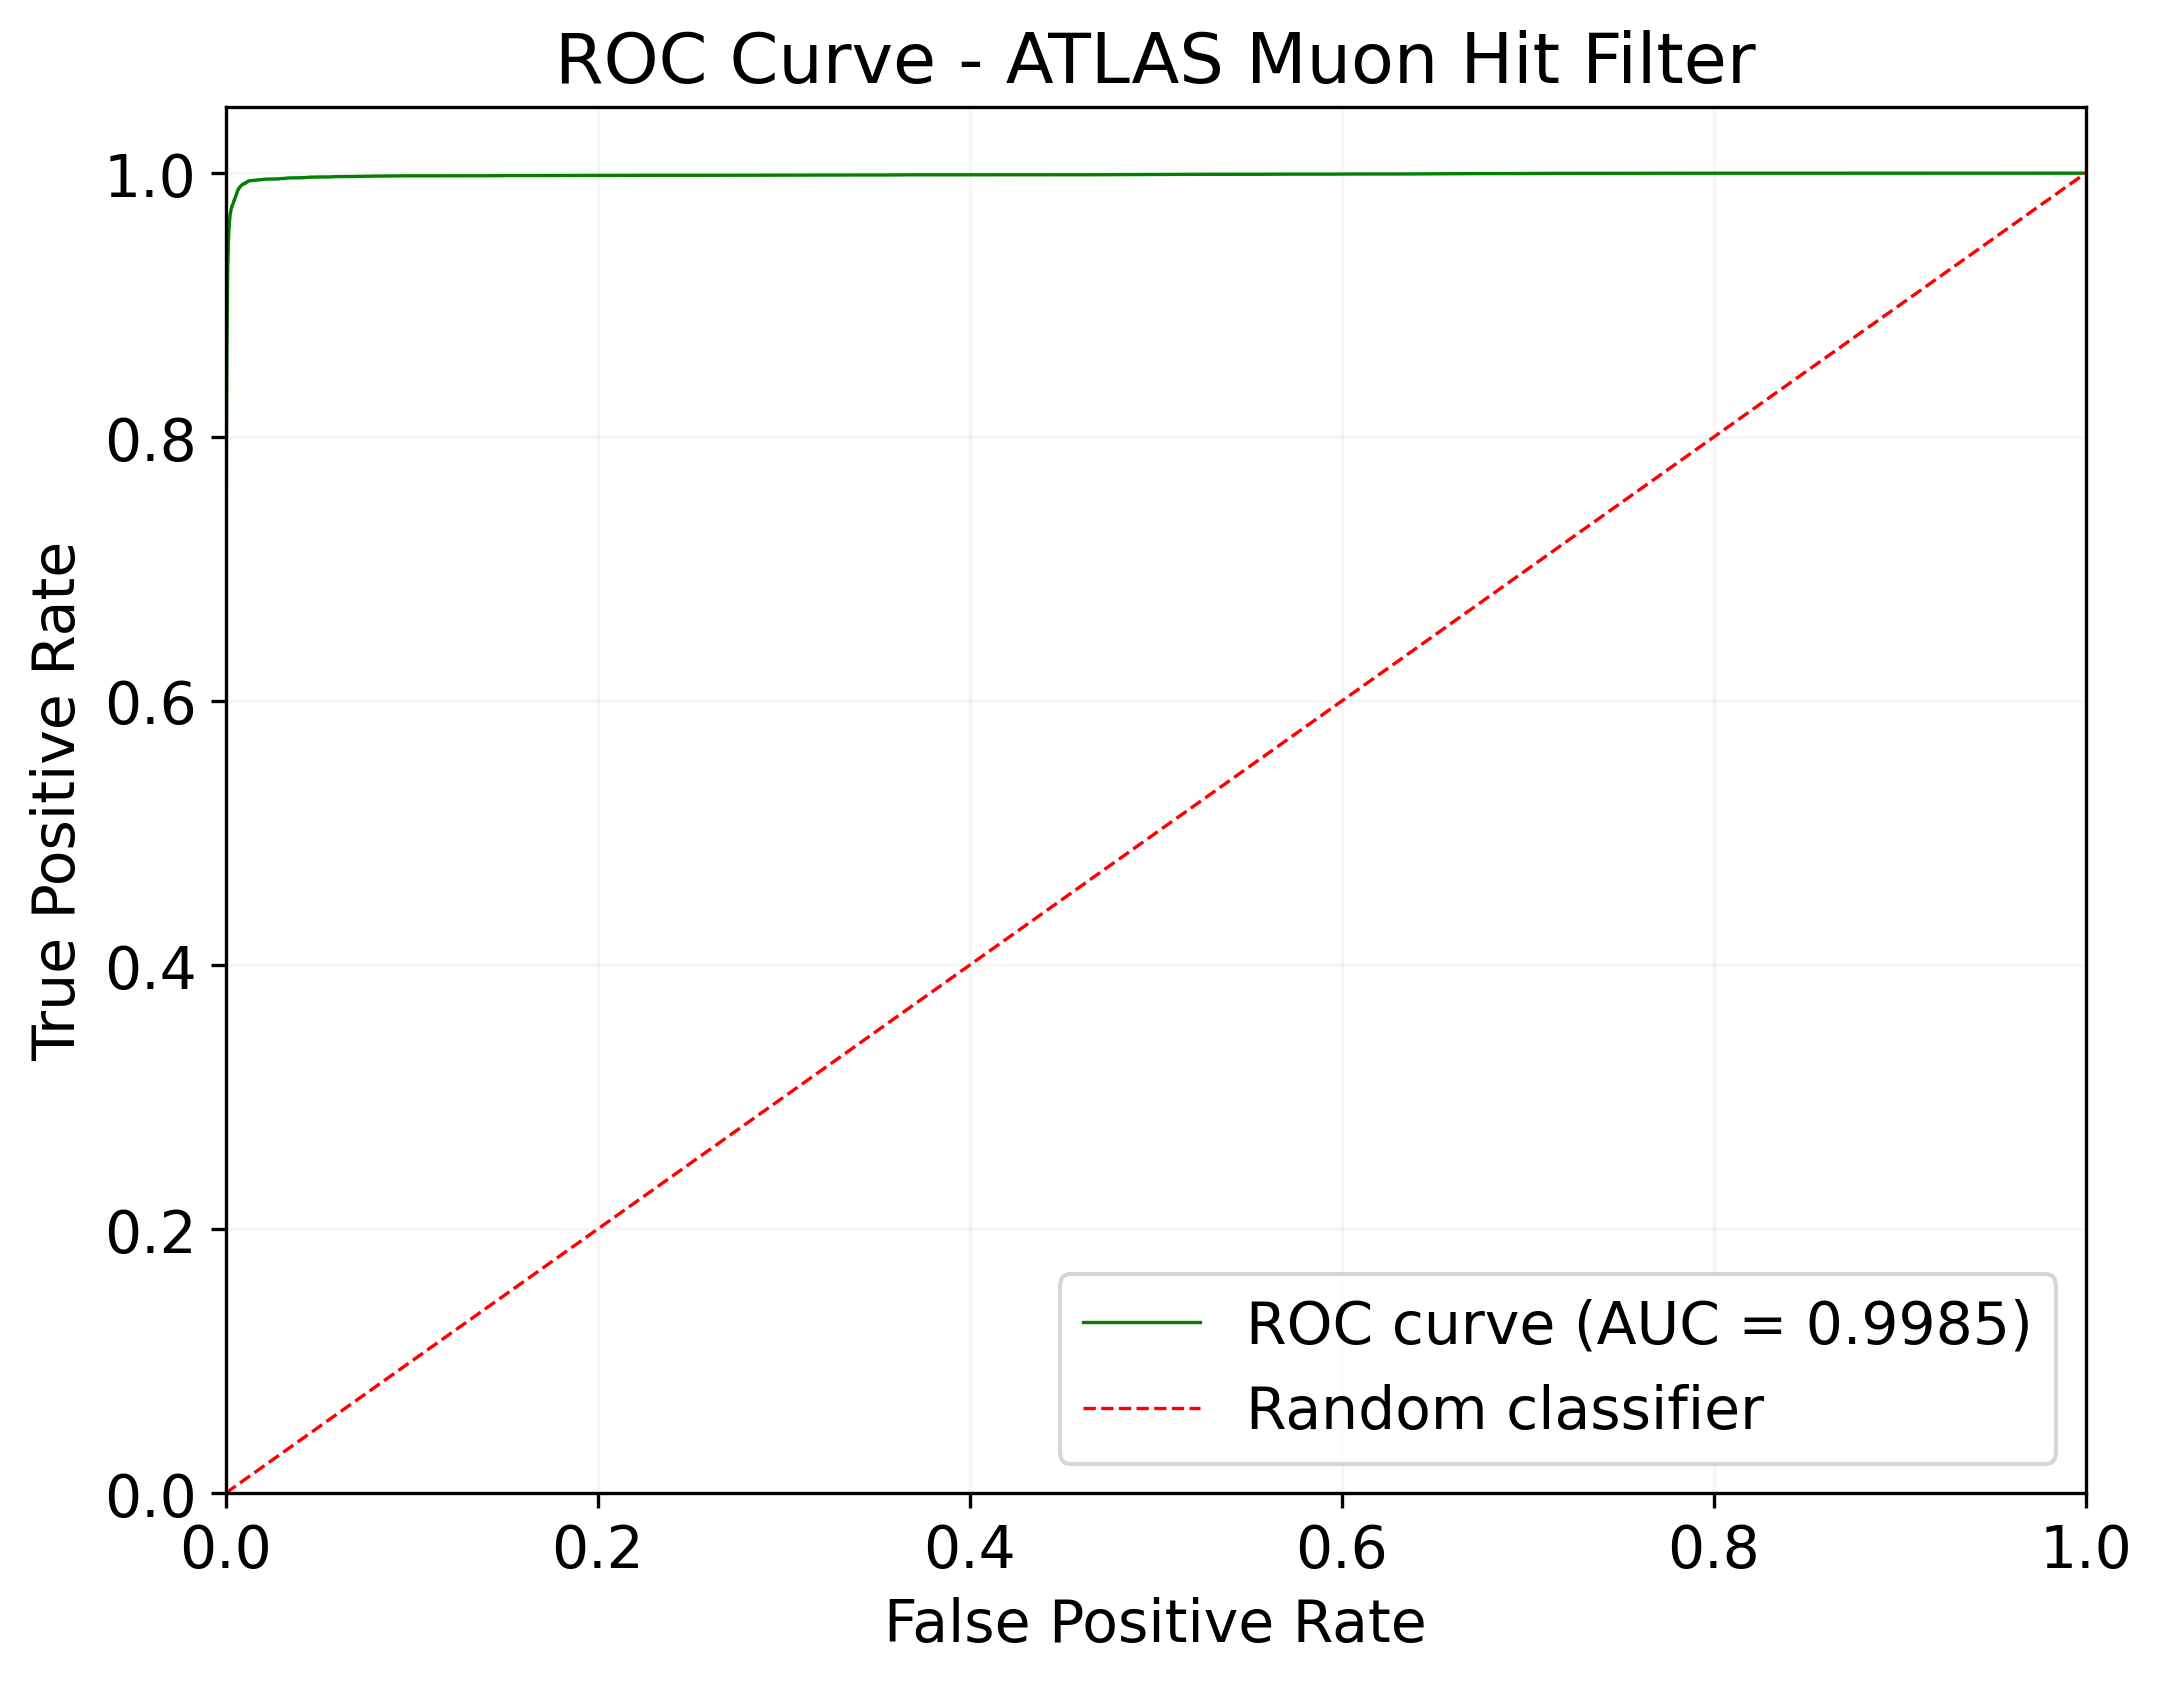 ROC Curve - ATLAS Muon Hit Filter
True Positive Rate
1.0
0.8
0.6
0.4
0.2
0.0
ROC curve (AUC = 0.9985)
Random classifier
0.0 0.2 0.4 0.6 0.8 1.0
False Positive Rate